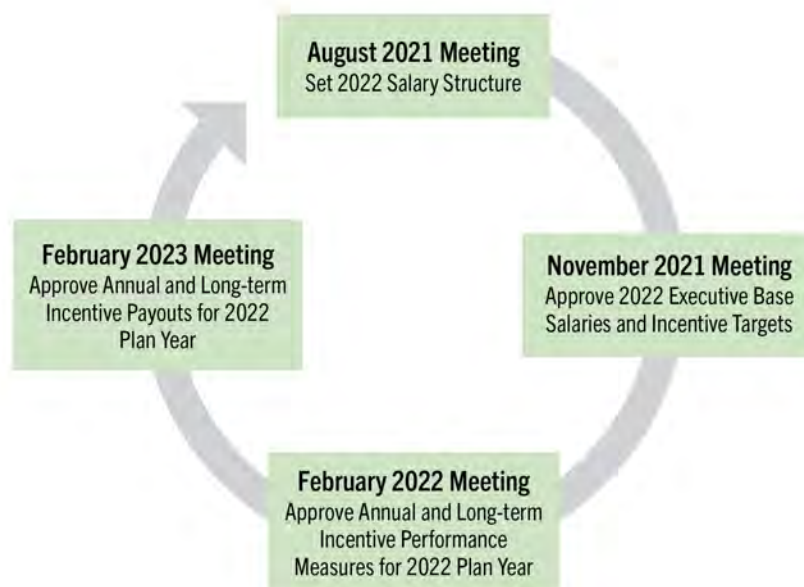 August 2021 Meeting
Set 2022 Salary Structure
November 2021 Meeting
Approve 2022 Executive Base
Salaries and Incentive Targets
February 2022 Meeting
Approve Annual and Long-term
Incentive Performance
Measures for 2022 Plan Year
February 2023 Meeting
Approve Annual and Long-term
Incentive Payouts for 2022
Plan Year